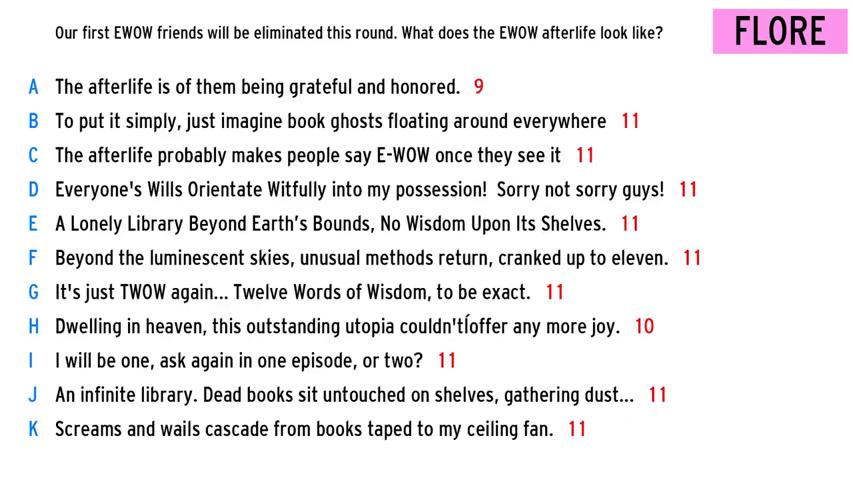 Our first EWOW friends will be eliminated this round. What does the EWOW afterlife look like?
FLORE
A The afterlife is of them being grateful and honored. 9
B To put it simply, just imagine book ghosts floating around everywhere 11
C The afterlife probably makes people say E-WOW once they see it 11
D Everyone's Wills Orientate Witfully into my possession! Sorry not sorry guys! 11
E A Lonely Library Beyond Earth’s Bounds, No Wisdom Upon Its Shelves. 11
F Beyond the luminescent skies, unusual methods return, cranked up to eleven. 11
G It's just TWOW again... Twelve Words of Wisdom, to be exact. 11
H Dwelling in heaven, this outstanding utopia couldn'tÍoffer any more joy. 10
I I will be one, ask again in one episode, or two? 11
J An infinite library. Dead books sit untouched on shelves, gathering dust... 11
K Screams and wails cascade from books taped to my ceiling fan. 11